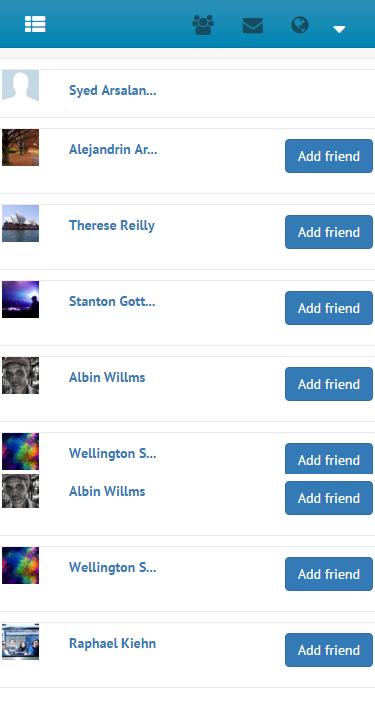 Syed Arsalan...
Alejandrin Ar...
Add friend
Therese Reilly
Add friend
Stanton Gott...
Add friend
Albin Willms
Add friend
Wellington S...
Add friend
Albin Willms
Add friend
Wellington S...
Add friend
Raphael Kiehn
Add friend